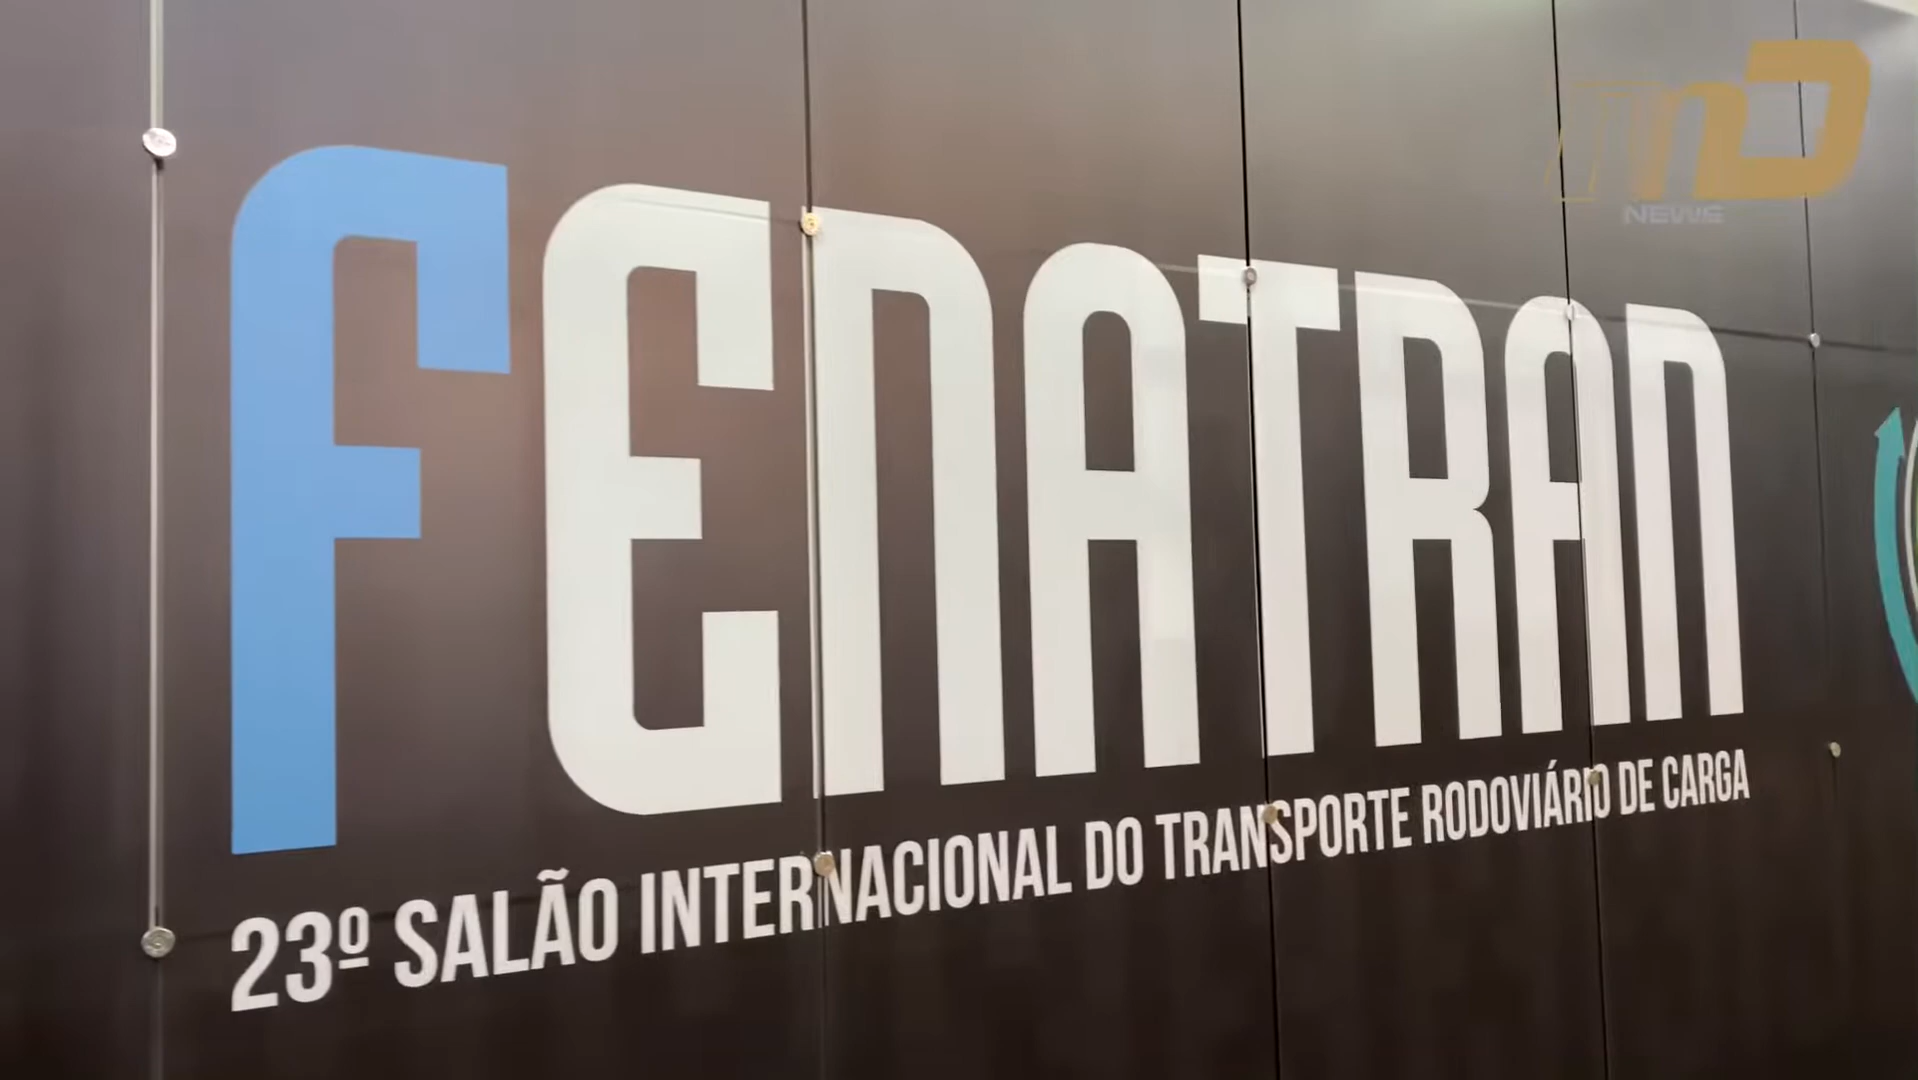 FENATRAN
23º SALÃO INTERNACIONAL DO TRANSPORTE RODOVIÁRIO DE CARGA
NEWS